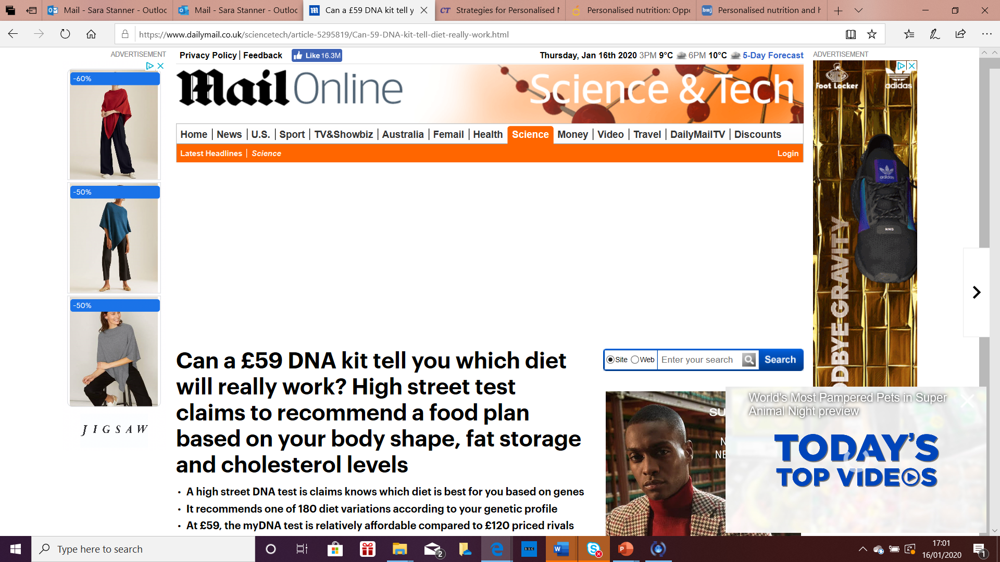 Mail - Sara Stanner - Outloo
Mail - Sara Stanner - Outloo
Can a £59 DNA kit tell y
CT Strategies for Personalised
Personalised nutrition: Oppo
bmj Personalised nutrition and h
https://www.dailymail.co.uk/sciencetech/article-5295819/Can-59-DNA-kit-tell-diet-really-work.html
ADVERTISEMENT
Privacy Policy | Feedback
Like 16.3M
Thursday, Jan 16th 2020 3PM 9°C 6PM 10°C 5-Day Forecast
ADVERTISEMENT
Mail Online
Science & Tech
Home | News | U.S. | Sport | TV&Showbiz | Australia | Femail | Health | Science | Money | Video | Travel | DailyMailTV | Discounts
Latest Headlines | Science
Login
-60%
-50%
-50%
JIGSAW
Foot Locker
adidas
adidas
NMD
DBYE GRAVITY
Can a £59 DNA kit tell you which diet
will really work? High street test
claims to recommend a food plan
based on your body shape, fat storage
and cholesterol levels
• A high street DNA test is claims knows which diet is best for you based on genes
• It recommends one of 180 diet variations according to your genetic profile
• At £59, the myDNA test is relatively affordable compared to £120 priced rivals
Site Web Enter your search Search
SU
N
NE
World's Most Pampered Pets in Super
Animal Night preview
TODAY'S
TOP VIDEOS
Type here to search
2
BBC
17:01
16/01/2020
1